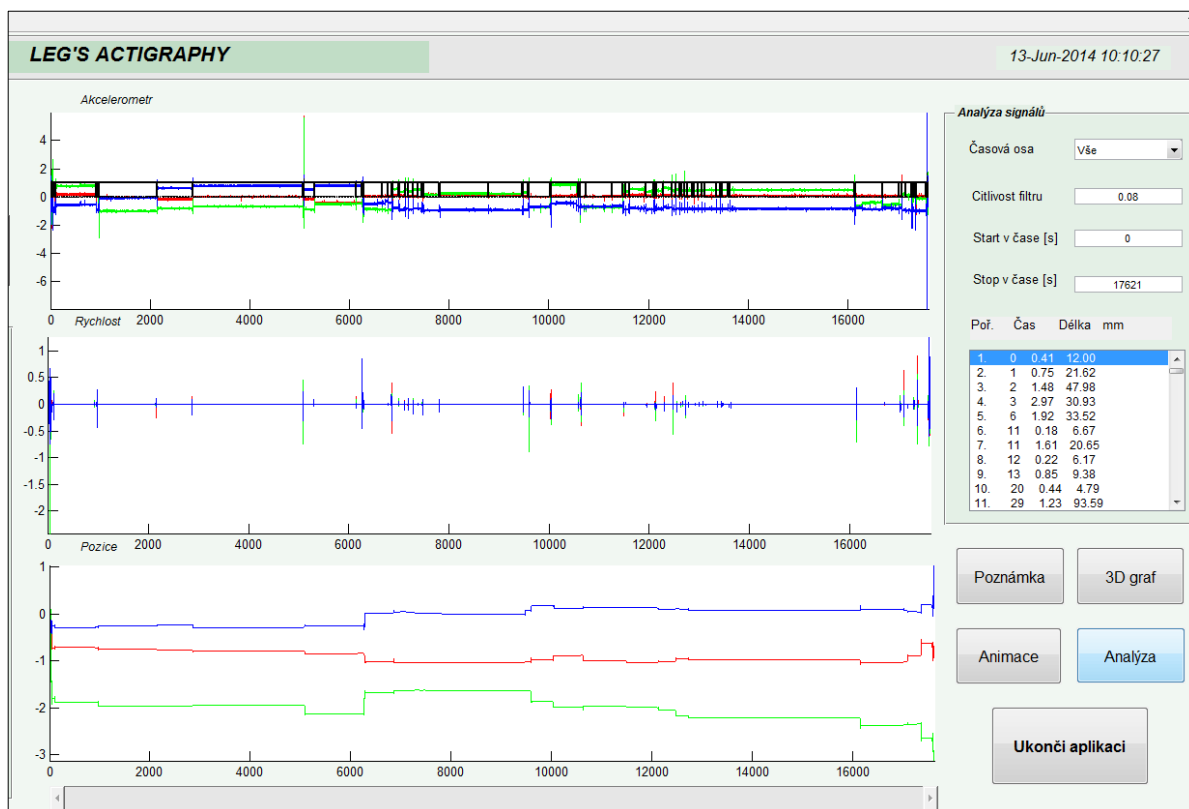 LEG'S ACTIGRAPHY
13-Jun-2014 10:10:27
Akcelerometr
4
2
0
-2
-4
-6
0 2000 4000 6000 8000 10000 12000 14000 16000
Rychlost
1
0.5
0
-0.5
-1
-1.5
-2
0 2000 4000 6000 8000 10000 12000 14000 16000
Pozice
1
0
-1
-2
-3
0 2000 4000 6000 8000 10000 12000 14000 16000
Analýza signálů
Časová osa Vše
Citlivost filtru 0.08
Start v čase [s] 0
Stop v čase [s] 17621
Poř. Čas Délka mm
1. 0 0.41 12.00
2. 1 0.75 21.62
3. 2 1.48 47.98
4. 3 2.97 30.93
5. 6 1.92 33.52
6. 11 0.18 6.67
7. 11 1.61 20.65
8. 12 0.22 6.17
9. 13 0.85 9.38
10. 20 0.44 4.79
11. 29 1.23 93.59
Poznámka 3D graf
Animace Analýza
Ukonči aplikaci